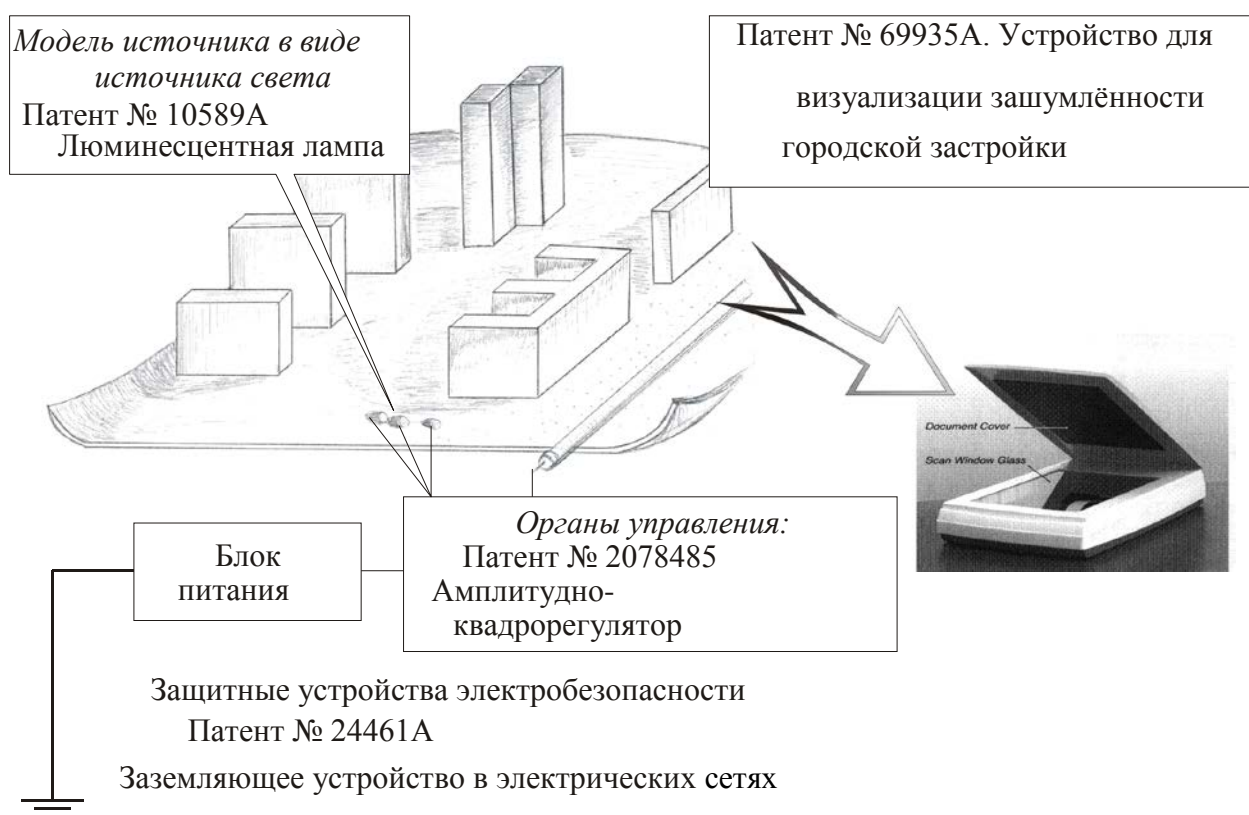 Модель источника в виде
источника света
Патент № 10589А
Люминесцентная лампа
Патент № 69935А. Устройство для
визуализации зашумлённости
городской застройки
Document Cover
Scan Window Glass
Органы управления:
Патент № 2078485
Амплитудно-
квадрорегулятор
Блок
питания
Защитные устройства электробезопасности
Патент № 24461А
Заземляющее устройство в электрических сетях